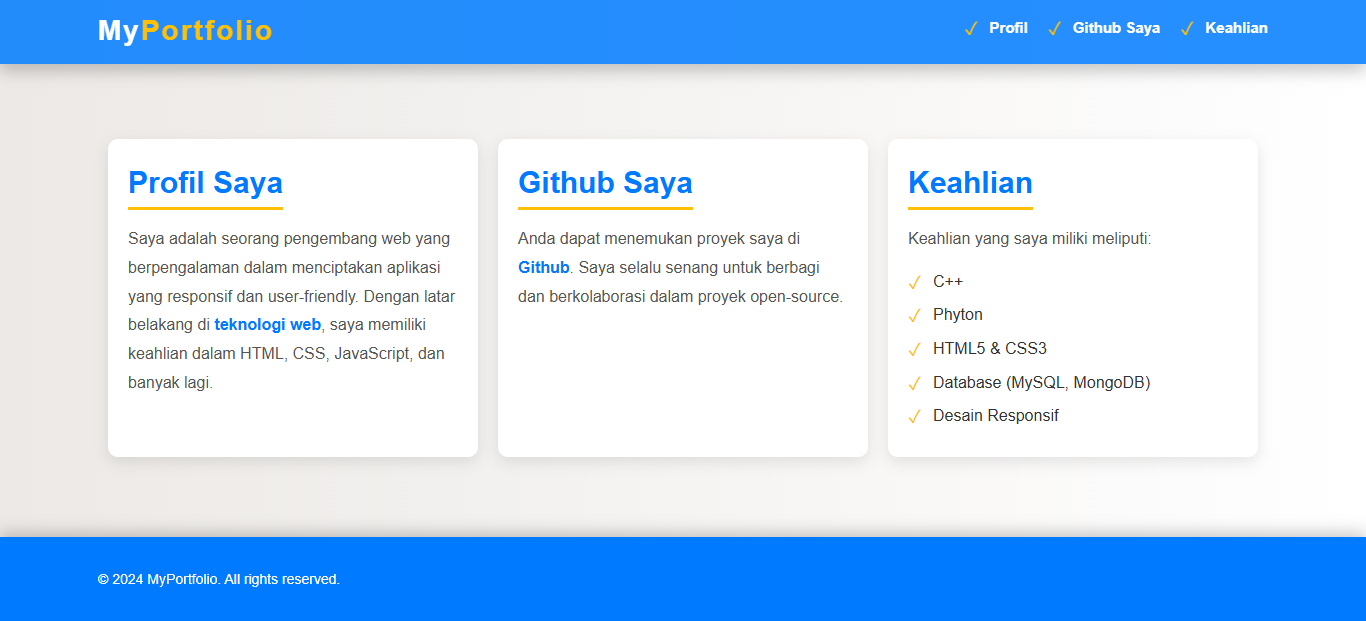 MyPortfolio
✓ Profil ✓ Github Saya ✓ Keahlian
Profil Saya
Saya adalah seorang pengembang web yang
berpengalaman dalam menciptakan aplikasi
yang responsif dan user-friendly. Dengan latar
belakang di teknologi web, saya memiliki
keahlian dalam HTML, CSS, JavaScript, dan
banyak lagi.
Github Saya
Anda dapat menemukan proyek saya di
Github. Saya selalu senang untuk berbagi
dan berkolaborasi dalam proyek open-source.
Keahlian
Keahlian yang saya miliki meliputi:
✓ C++
✓ Phyton
✓ HTML5 & CSS3
✓ Database (MySQL, MongoDB)
✓ Desain Responsif
© 2024 MyPortfolio. All rights reserved.